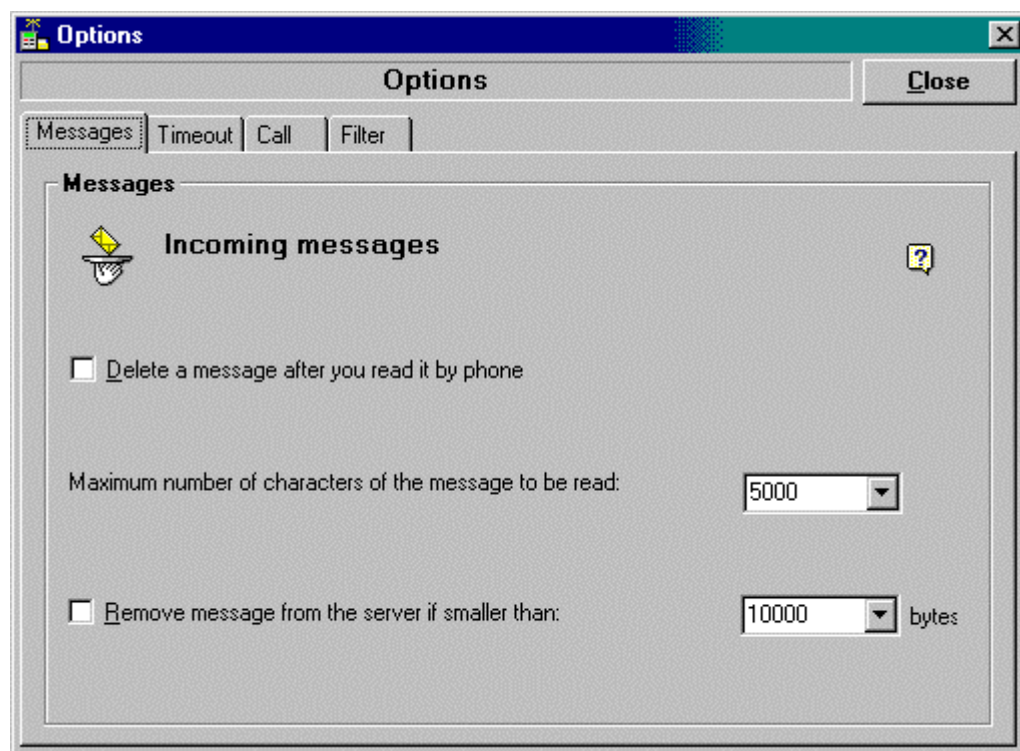 Options
Options
Close
Messages Timeout Call Filter
Messages
Incoming messages
?
Delete a message after you read it by phone
Maximum number of characters of the message to be read: 5000
Remove message from the server if smaller than: 10000 bytes